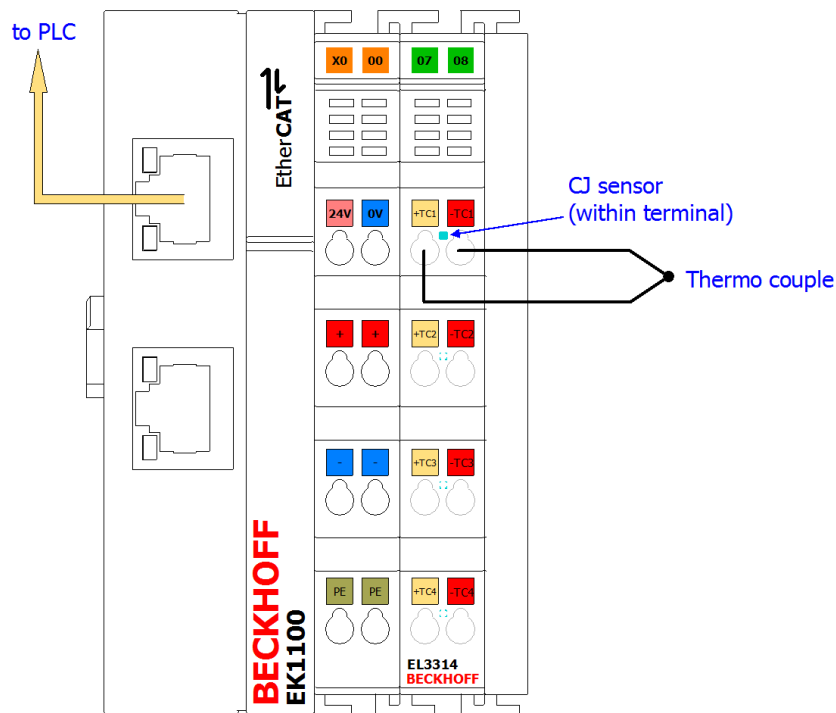 to PLC
X0 00 07 08
EtherCAT
CJ sensor
(within terminal)
24V 0V +TC1 -TC1
Thermo couple
+ + +TC2 -TC2
- - +TC3 -TC3
PE PE +TC4 -TC4
BECKHOFF
EK1100
EL3314
BECKHOFF